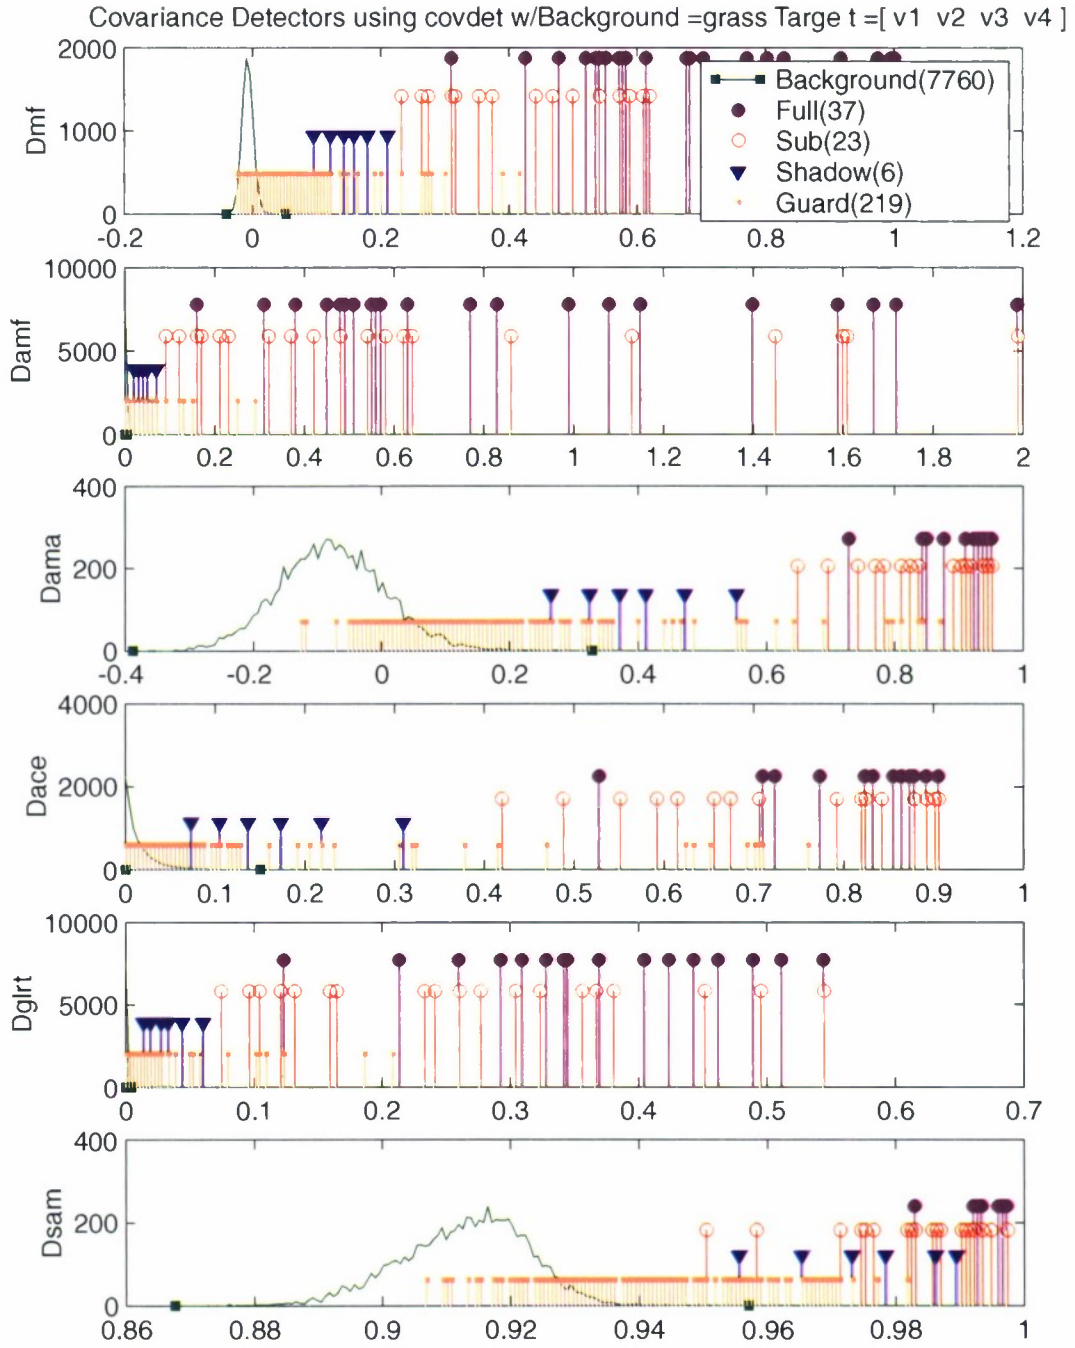 Covariance Detectors using covdet w/Background =grass Targe t =[ v1 v2 v3 v4 ]
2000
1000
0
Dmf
-0.2 0 0.2 0.4 0.6 0.8 1 1.2
Background(7760)
Full(37)
Sub(23)
Shadow(6)
Guard(219)
10000
5000
0
Damf
0 0.2 0.4 0.6 0.8 1 1.2 1.4 1.6 1.8 2
400
200
0
Dama
-0.4 -0.2 0 0.2 0.4 0.6 0.8 1
4000
2000
0
Dace
0 0.1 0.2 0.3 0.4 0.5 0.6 0.7 0.8 0.9 1
10000
5000
0
Dglrt
0 0.1 0.2 0.3 0.4 0.5 0.6 0.7
400
200
0
Dsam
0.86 0.88 0.9 0.92 0.94 0.96 0.98 1